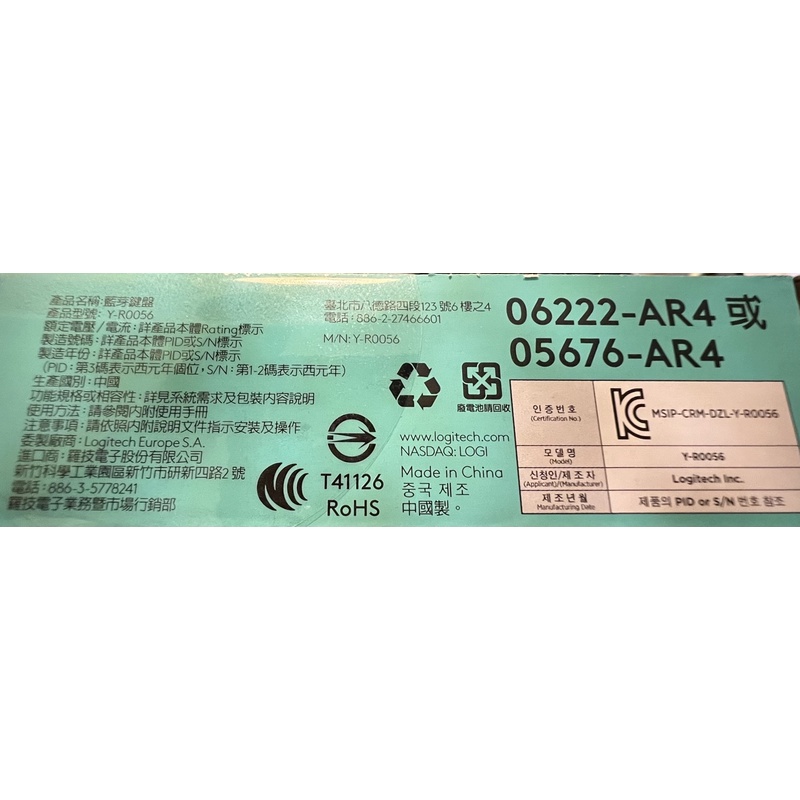 產品名稱:藍芽鍵盤
產品型號: Y-R0056
額定電壓/電流:詳產品本體Rating標示
製造號碼:詳產品本體PID或S/N標示
製造年份:詳產品本體PID或S/N標示
(PID:第3碼表示西元年個位,S/N:第1-2碼表示西元年)
生產國別:中國
功能規格或相容性:詳見系統需求及包裝內容說明
使用方法:請參閱內附使用手冊
注意事項:請依照內附說明文件指示安裝及操作
委製廠商:Logitech Europe S.A.
進口商:羅技電子股份有限公司
新竹科學工業園區新竹市研新四路2號
電話:886-3-5778241
羅技電子業務暨市場行銷部
臺北市八德路四段123號6樓之4
電話:886-2-27466601
M/N: Y-R0056
T41126
RoHS
廢電池請回收
www.logitech.com
NASDAQ: LOGI
Made in China
중국 제조
中國製。
06222-AR4 或
05676-AR4
인증번호
(Certification No.)
MSIP-CRM-DZL-Y-R0056
모델명
(Model)
Y-R0056
신청인/제조자
(Applicant)/(Manufacturer)
Logitech Inc.
제조년월
Manufacturing Date
제품의 PID or S/N 번호 참조